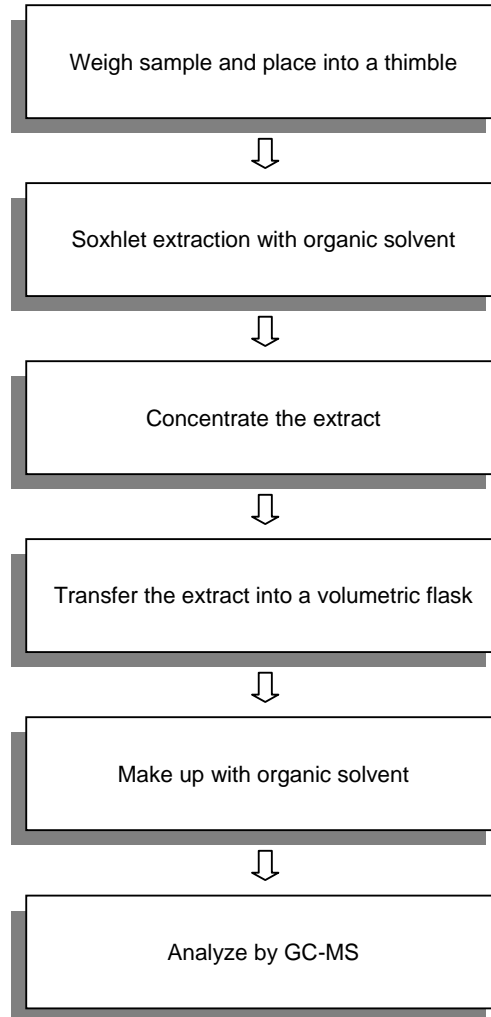 Weigh sample and place into a thimble
Soxhlet extraction with organic solvent
Concentrate the extract
Transfer the extract into a volumetric flask
Make up with organic solvent
Analyze by GC-MS